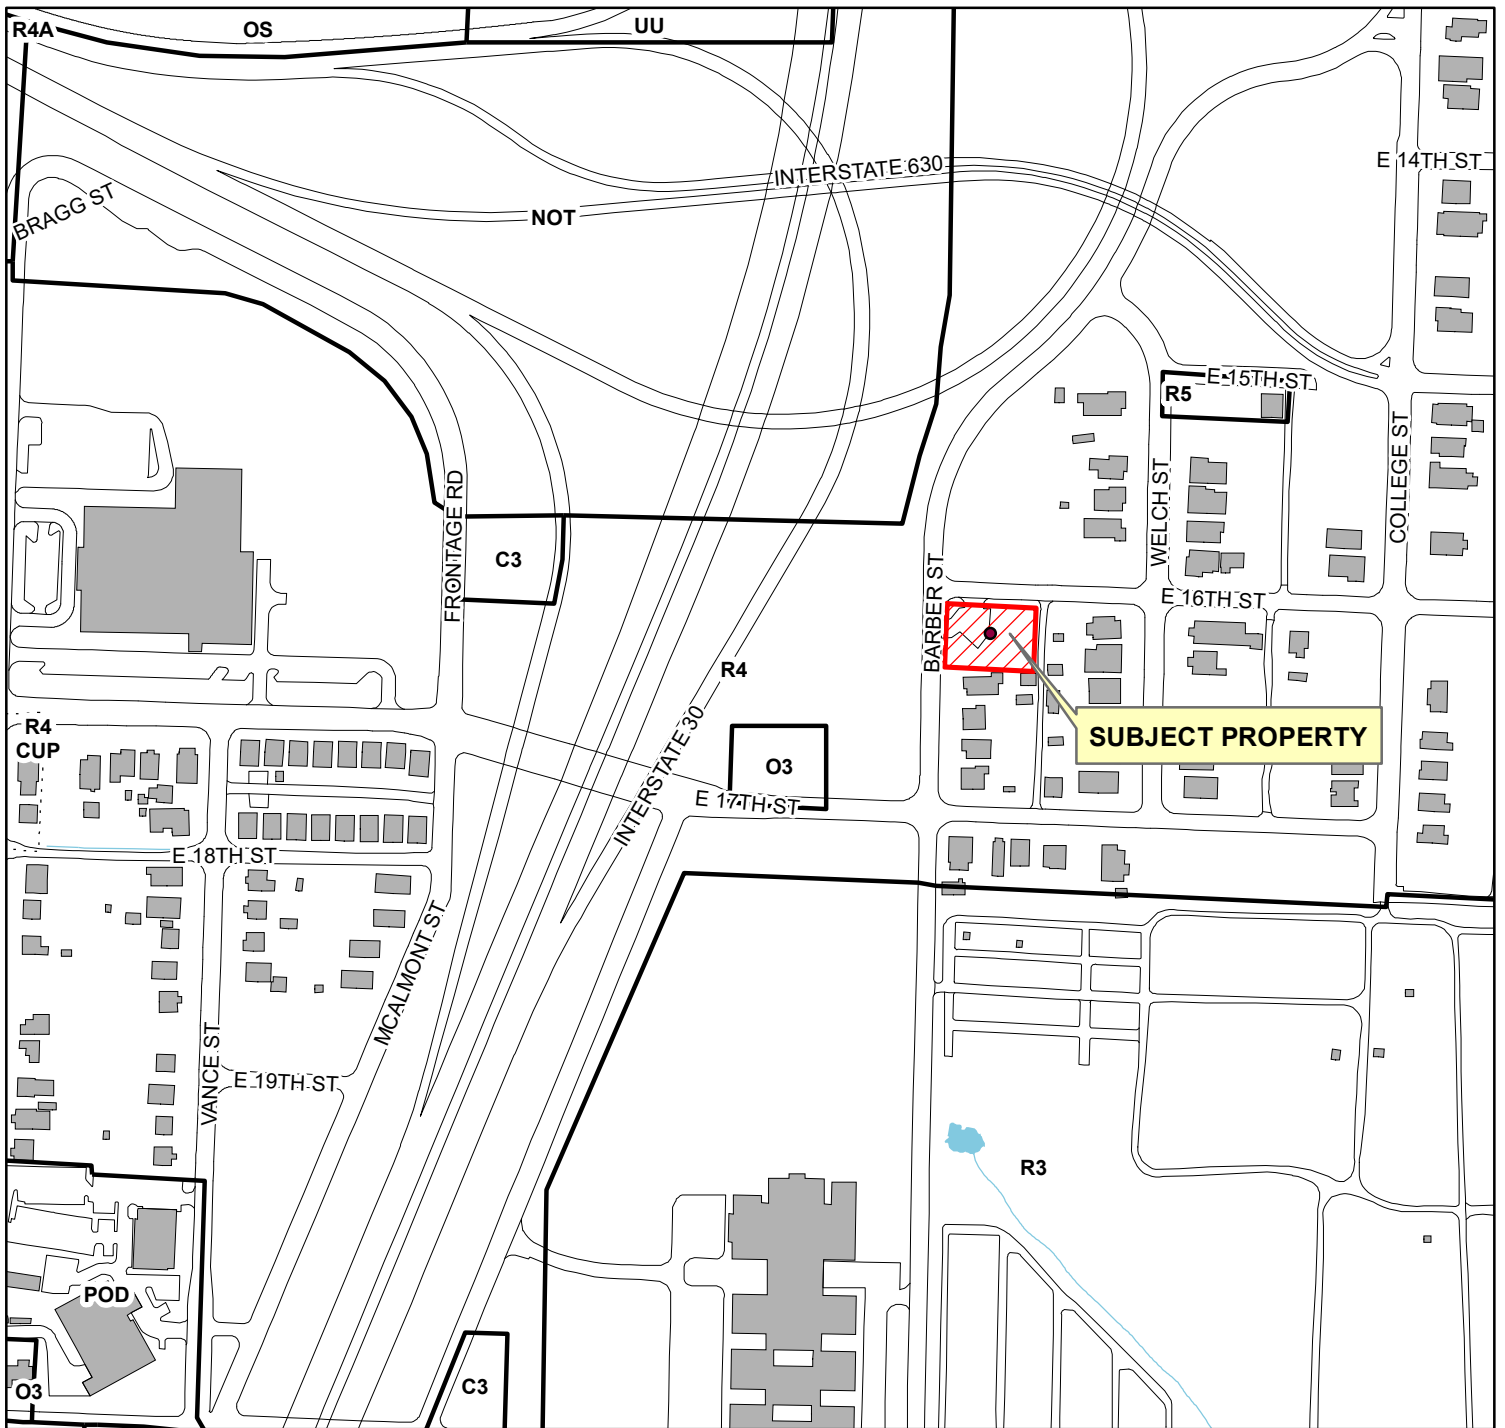 R4A
OS
UU
E 14TH ST
INTERSTATE 630
BRAGG ST
NOT
E 15TH ST
R5
COLLEGE ST
WELCH ST
FRONTAGE RD
C3
BARBER ST
E 16TH ST
R4
SUBJECT PROPERTY
R4
CUP
INTERSTATE 30
O3
E 17TH ST
E 18TH ST
MCALMONT ST
VANCE ST
E 19TH ST
R3
POD
O3
C3